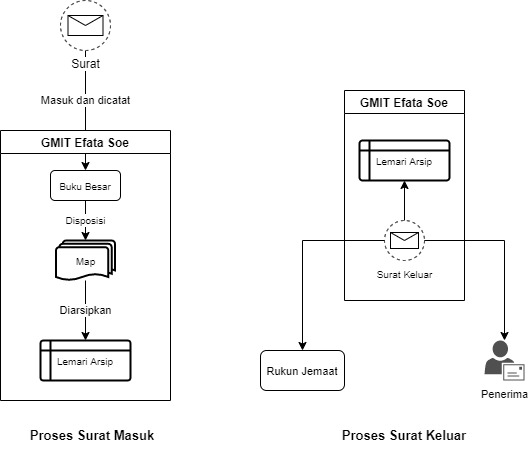 Surat
Masuk dan dicatat
GMIT Efata Soe
Buku Besar
Disposisi
Map
Diarsipkan
Lemari Arsip
Proses Surat Masuk
GMIT Efata Soe
Lemari Arsip
Surat Keluar
Rukun Jemaat
Penerima
Proses Surat Keluar